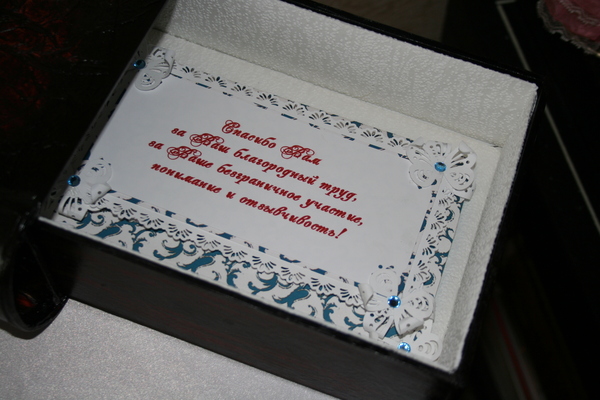 Спасибо Вам
за Ваш благородный труд,
за Ваше безграничное участие,
понимание и отзывчивость!